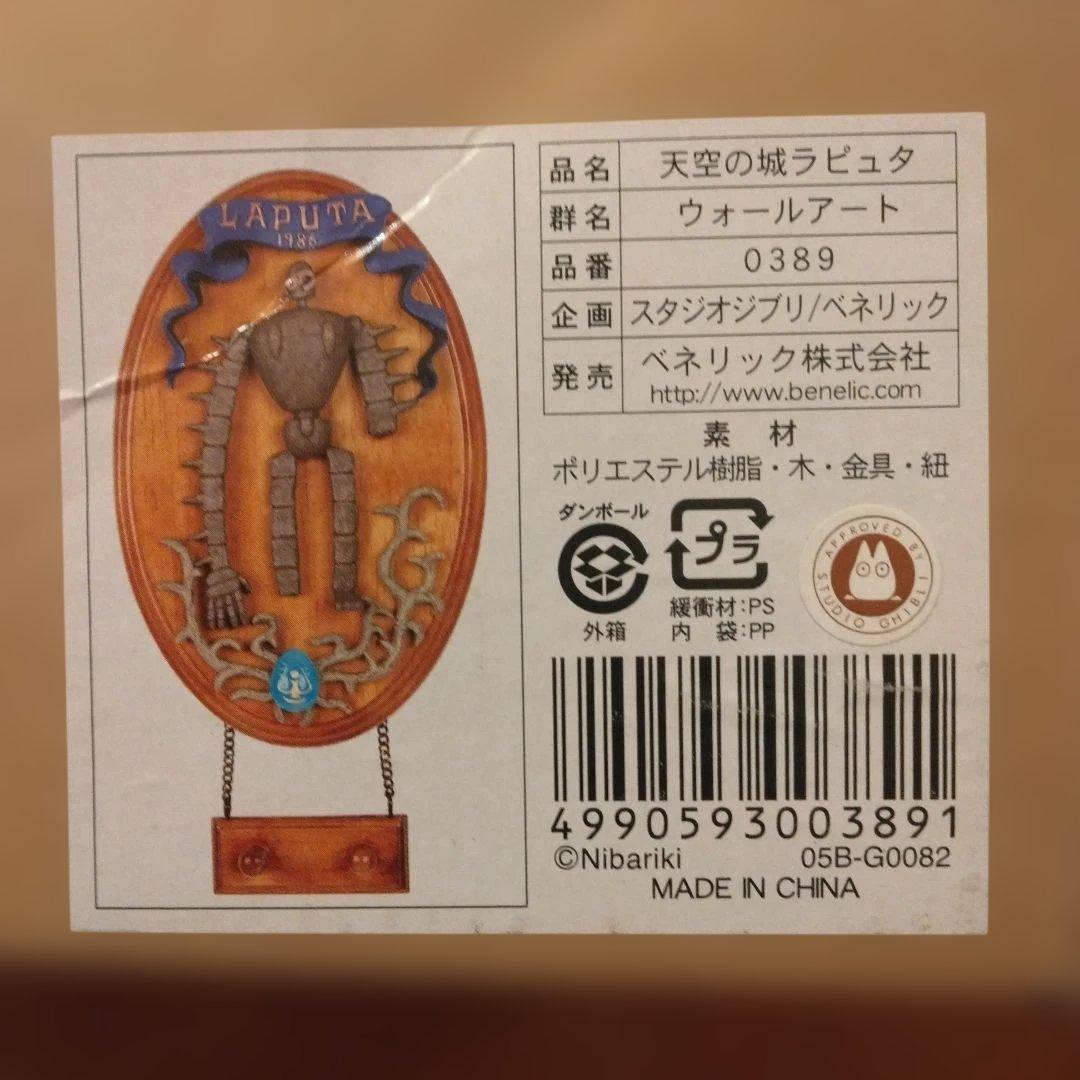 LAPUTA
1986
品名 天空の城ラピュタ
群名 ウォールアート
品番 0389
企画 スタジオジブリ/ベネリック
発売 ベネリック株式会社
http://www.benelic.com
素 材
ポリエステル樹脂・木・金具・紐
ダンボール
外箱
プラ
緩衝材:PS
内 袋:PP
APPROVED BY
STUDIO GHIBLI
4990593003891
©Nibariki 05B-G0082
MADE IN CHINA